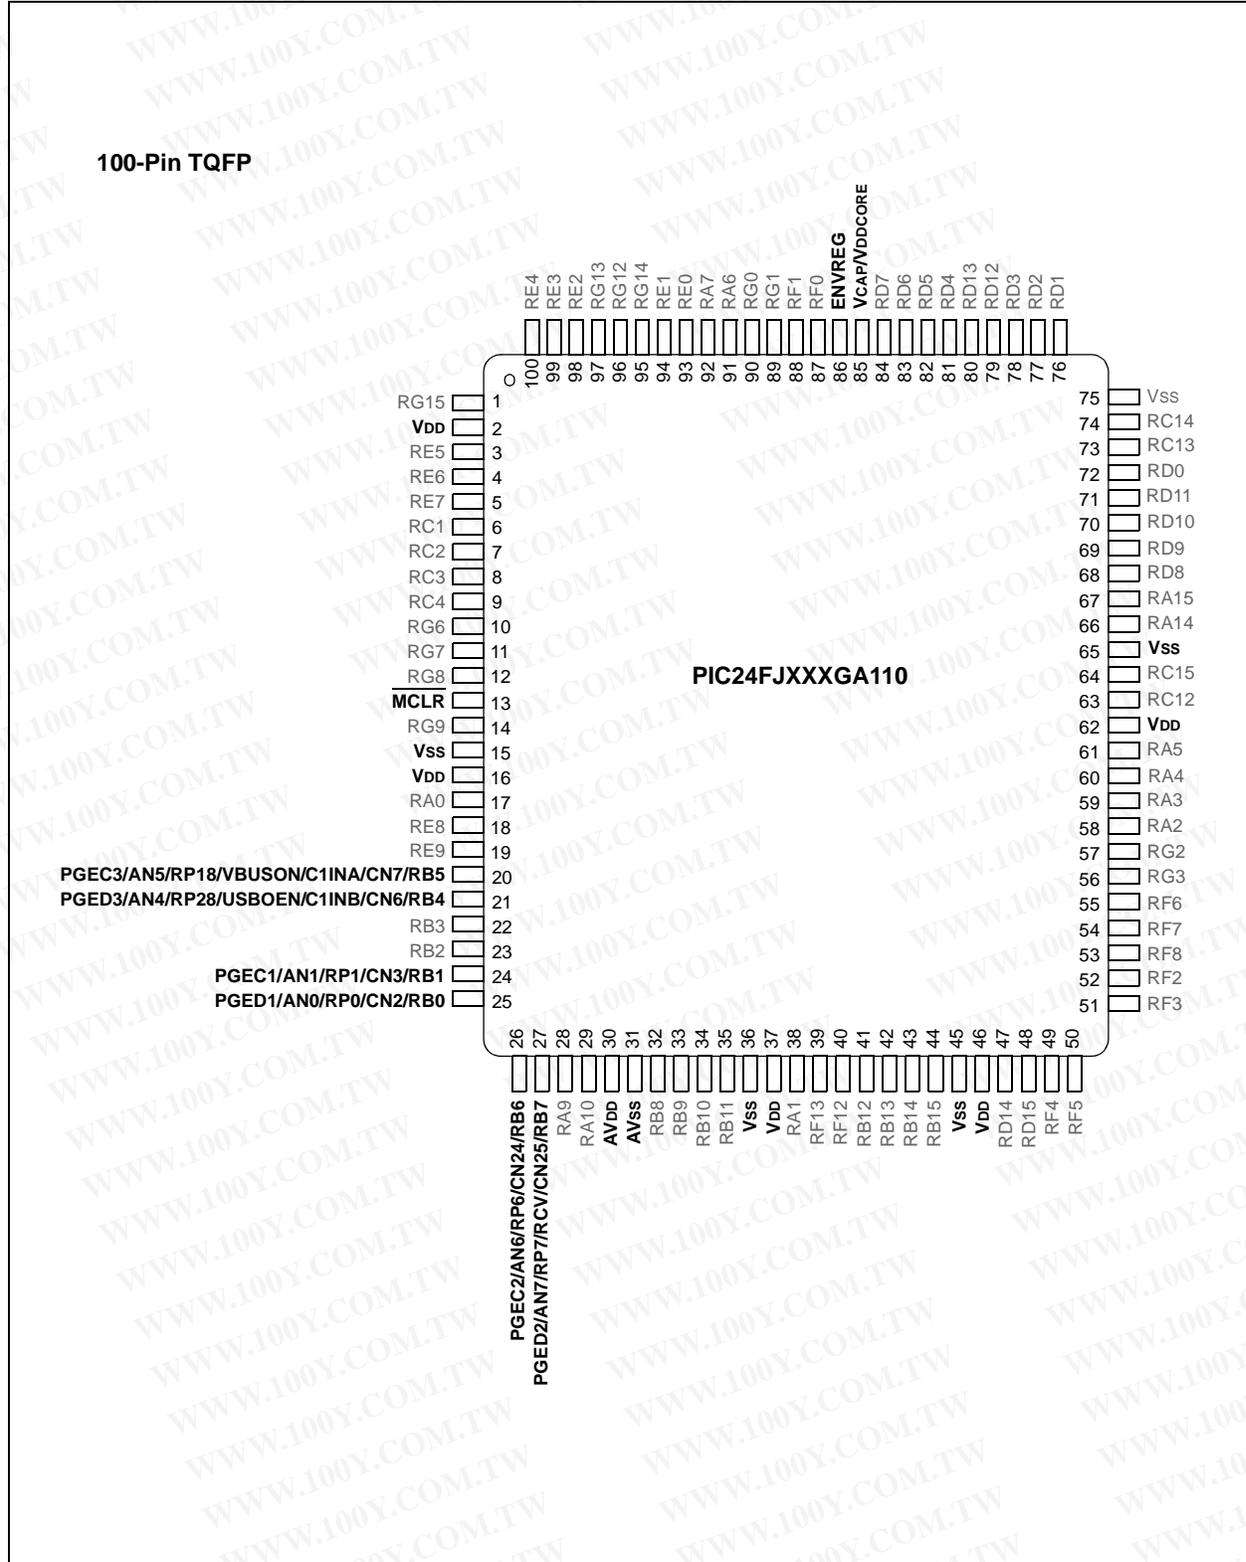 100-Pin TQFP
RE4
RE3
RE2
RG13
RG12
RG14
RE1
RE0
RA7
RA6
RG0
RG1
RF1
RF0
ENVREG
VCAP/VDDCORE
RD7
RD6
RD5
RD4
RD13
RD12
RD3
RD2
RD1
100
99
98
97
96
95
94
93
92
91
90
89
88
87
86
85
84
83
82
81
80
79
78
77
76
RG15 1
VDD 2
RE5 3
RE6 4
RE7 5
RC1 6
RC2 7
RC3 8
RC4 9
RG6 10
RG7 11
RG8 12
MCLR 13
RG9 14
VSS 15
VDD 16
RA0 17
RE8 18
RE9 19
PGEC3/AN5/RP18/VBUSON/C1INA/CN7/RB5 20
PGED3/AN4/RP28/USBOEN/C1INB/CN6/RB4 21
RB3 22
RB2 23
PGEC1/AN1/RP1/CN3/RB1 24
PGED1/AN0/RP0/CN2/RB0 25
PIC24FJXXXGA110
75 VSS
74 RC14
73 RC13
72 RD0
71 RD11
70 RD10
69 RD9
68 RD8
67 RA15
66 RA14
65 VSS
64 RC15
63 RC12
62 VDD
61 RA5
60 RA4
59 RA3
58 RA2
57 RG2
56 RG3
55 RF6
54 RF7
53 RF8
52 RF2
51 RF3
26
27
28
29
30
31
32
33
34
35
36
37
38
39
40
41
42
43
44
45
46
47
48
49
50
PGEC2/AN6/RP6/CN24/RB6
PGED2/AN7/RP7/RCV/CN25/RB7
RA9
RA10
AVDD
AVSS
RB8
RB9
RB10
RB11
VSS
VDD
RA1
RF13
RF12
RB12
RB13
RB14
RB15
VSS
VDD
RD14
RD15
RF4
RF5
WWW.100Y.COM.TW